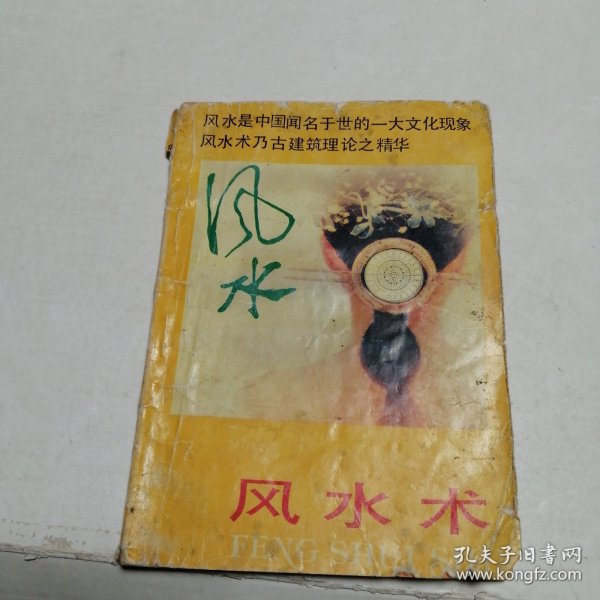 风水是中国闻名于世的一大文化现象
风水术乃古建筑理论之精华
风
水
风水术
FENG SHUI S
孔夫子旧书网
www.kongfz.com